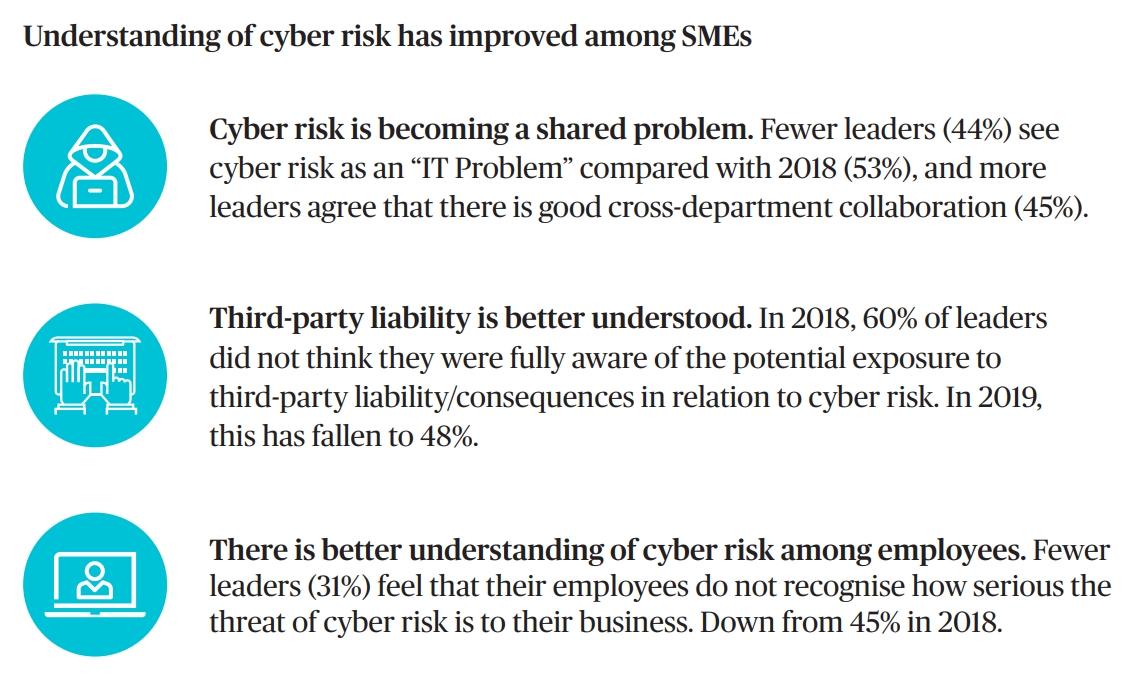 Understanding of cyber risk has improved among SMEs
Cyber risk is becoming a shared problem. Fewer leaders (44%) see
cyber risk as an “IT Problem” compared with 2018 (53%), and more
leaders agree that there is good cross-department collaboration (45%).
Third-party liability is better understood. In 2018, 60% of leaders
did not think they were fully aware of the potential exposure to
third-party liability/consequences in relation to cyber risk. In 2019,
this has fallen to 48%.
There is better understanding of cyber risk among employees. Fewer
leaders (31%) feel that their employees do not recognise how serious the
threat of cyber risk is to their business. Down from 45% in 2018.